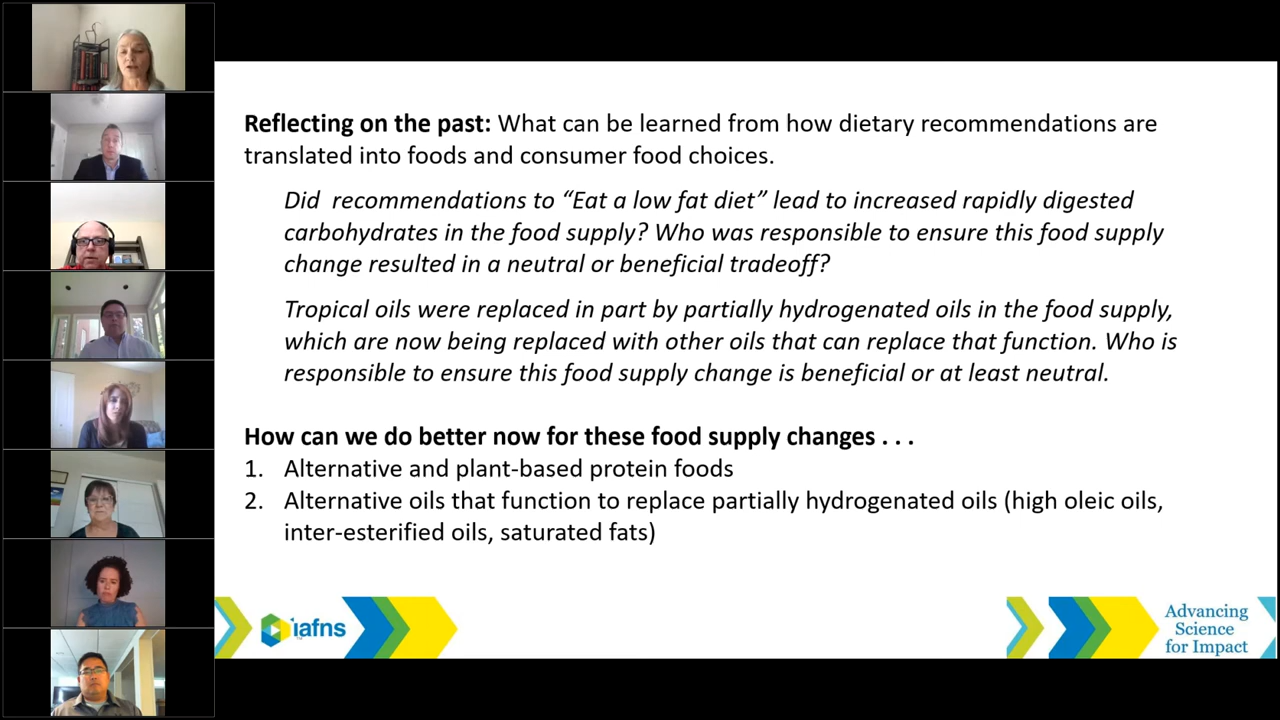 Reflecting on the past: What can be learned from how dietary recommendations are
translated into foods and consumer food choices.
Did  recommendations to “Eat a low fat diet” lead to increased rapidly digested
carbohydrates in the food supply? Who was responsible to ensure this food supply
change resulted in a neutral or beneficial tradeoff?
Tropical oils were replaced in part by partially hydrogenated oils in the food supply,
which are now being replaced with other oils that can replace that function. Who is
responsible to ensure this food supply change is beneficial or at least neutral.
How can we do better now for these food supply changes . . .
1. Alternative and plant-based protein foods
2. Alternative oils that function to replace partially hydrogenated oils (high oleic oils,
inter-esterified oils, saturated fats)
iafns
Advancing
Science
for Impact